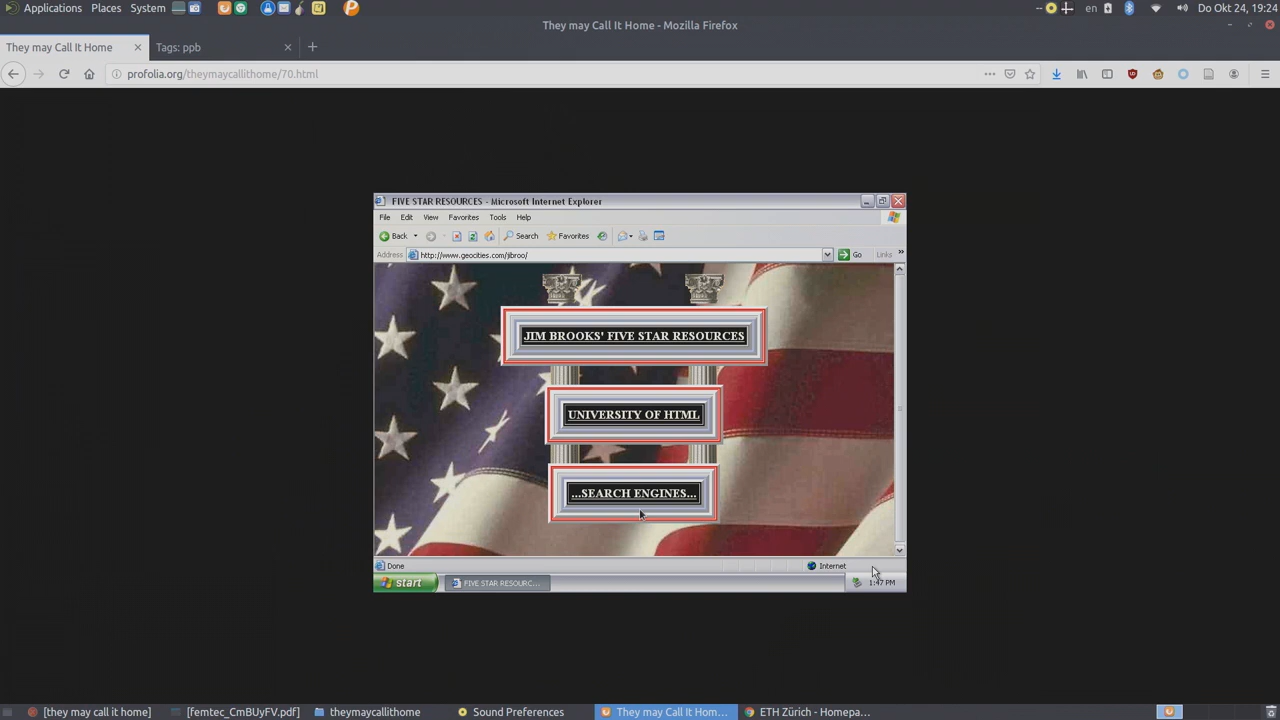 Applications Places System
en
Do Okt 24, 19:24
They may Call It Home - Mozilla Firefox
They may Call It Home
Tags: ppb
profolia.org/theymaycallithome/70.html
FIVE STAR RESOURCES - Microsoft Internet Explorer
File Edit View Favorites Tools Help
Back Search Favorites
Address http://www.geocities.com/jibroo/ Go Links »
JIM BROOKS' FIVE STAR RESOURCES
UNIVERSITY OF HTML
...SEARCH ENGINES...
Done Internet
start FIVE STAR RESOURC... 1:47 PM
[they may call it home] [femtec_CmBUyFV.pdf] theymaycallithome Sound Preferences They may Call It Hom... ETH Zürich - Homepa...